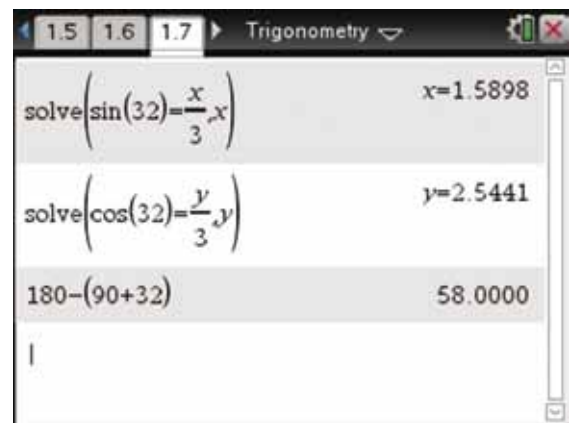 1.5 1.6 1.7 Trigonometry
solve(sin(32)=x/3,x) x=1.5898
solve(cos(32)=y/3,y) y=2.5441
180−(90+32) 58.0000